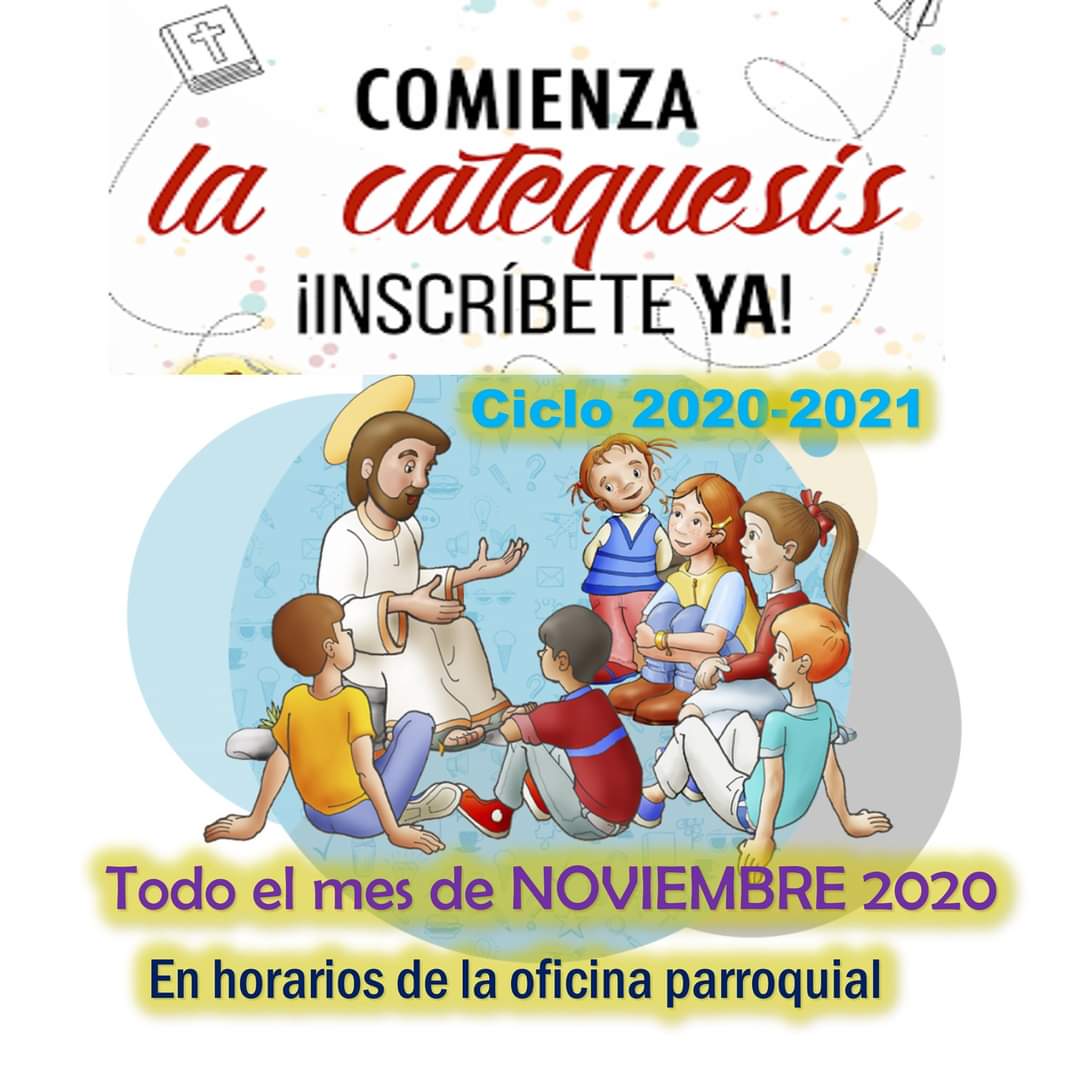 COMIENZA
la catequesis
¡INSCRÍBETE YA!
Ciclo 2020-2021
Todo el mes de NOVIEMBRE 2020
En horarios de la oficina parroquial